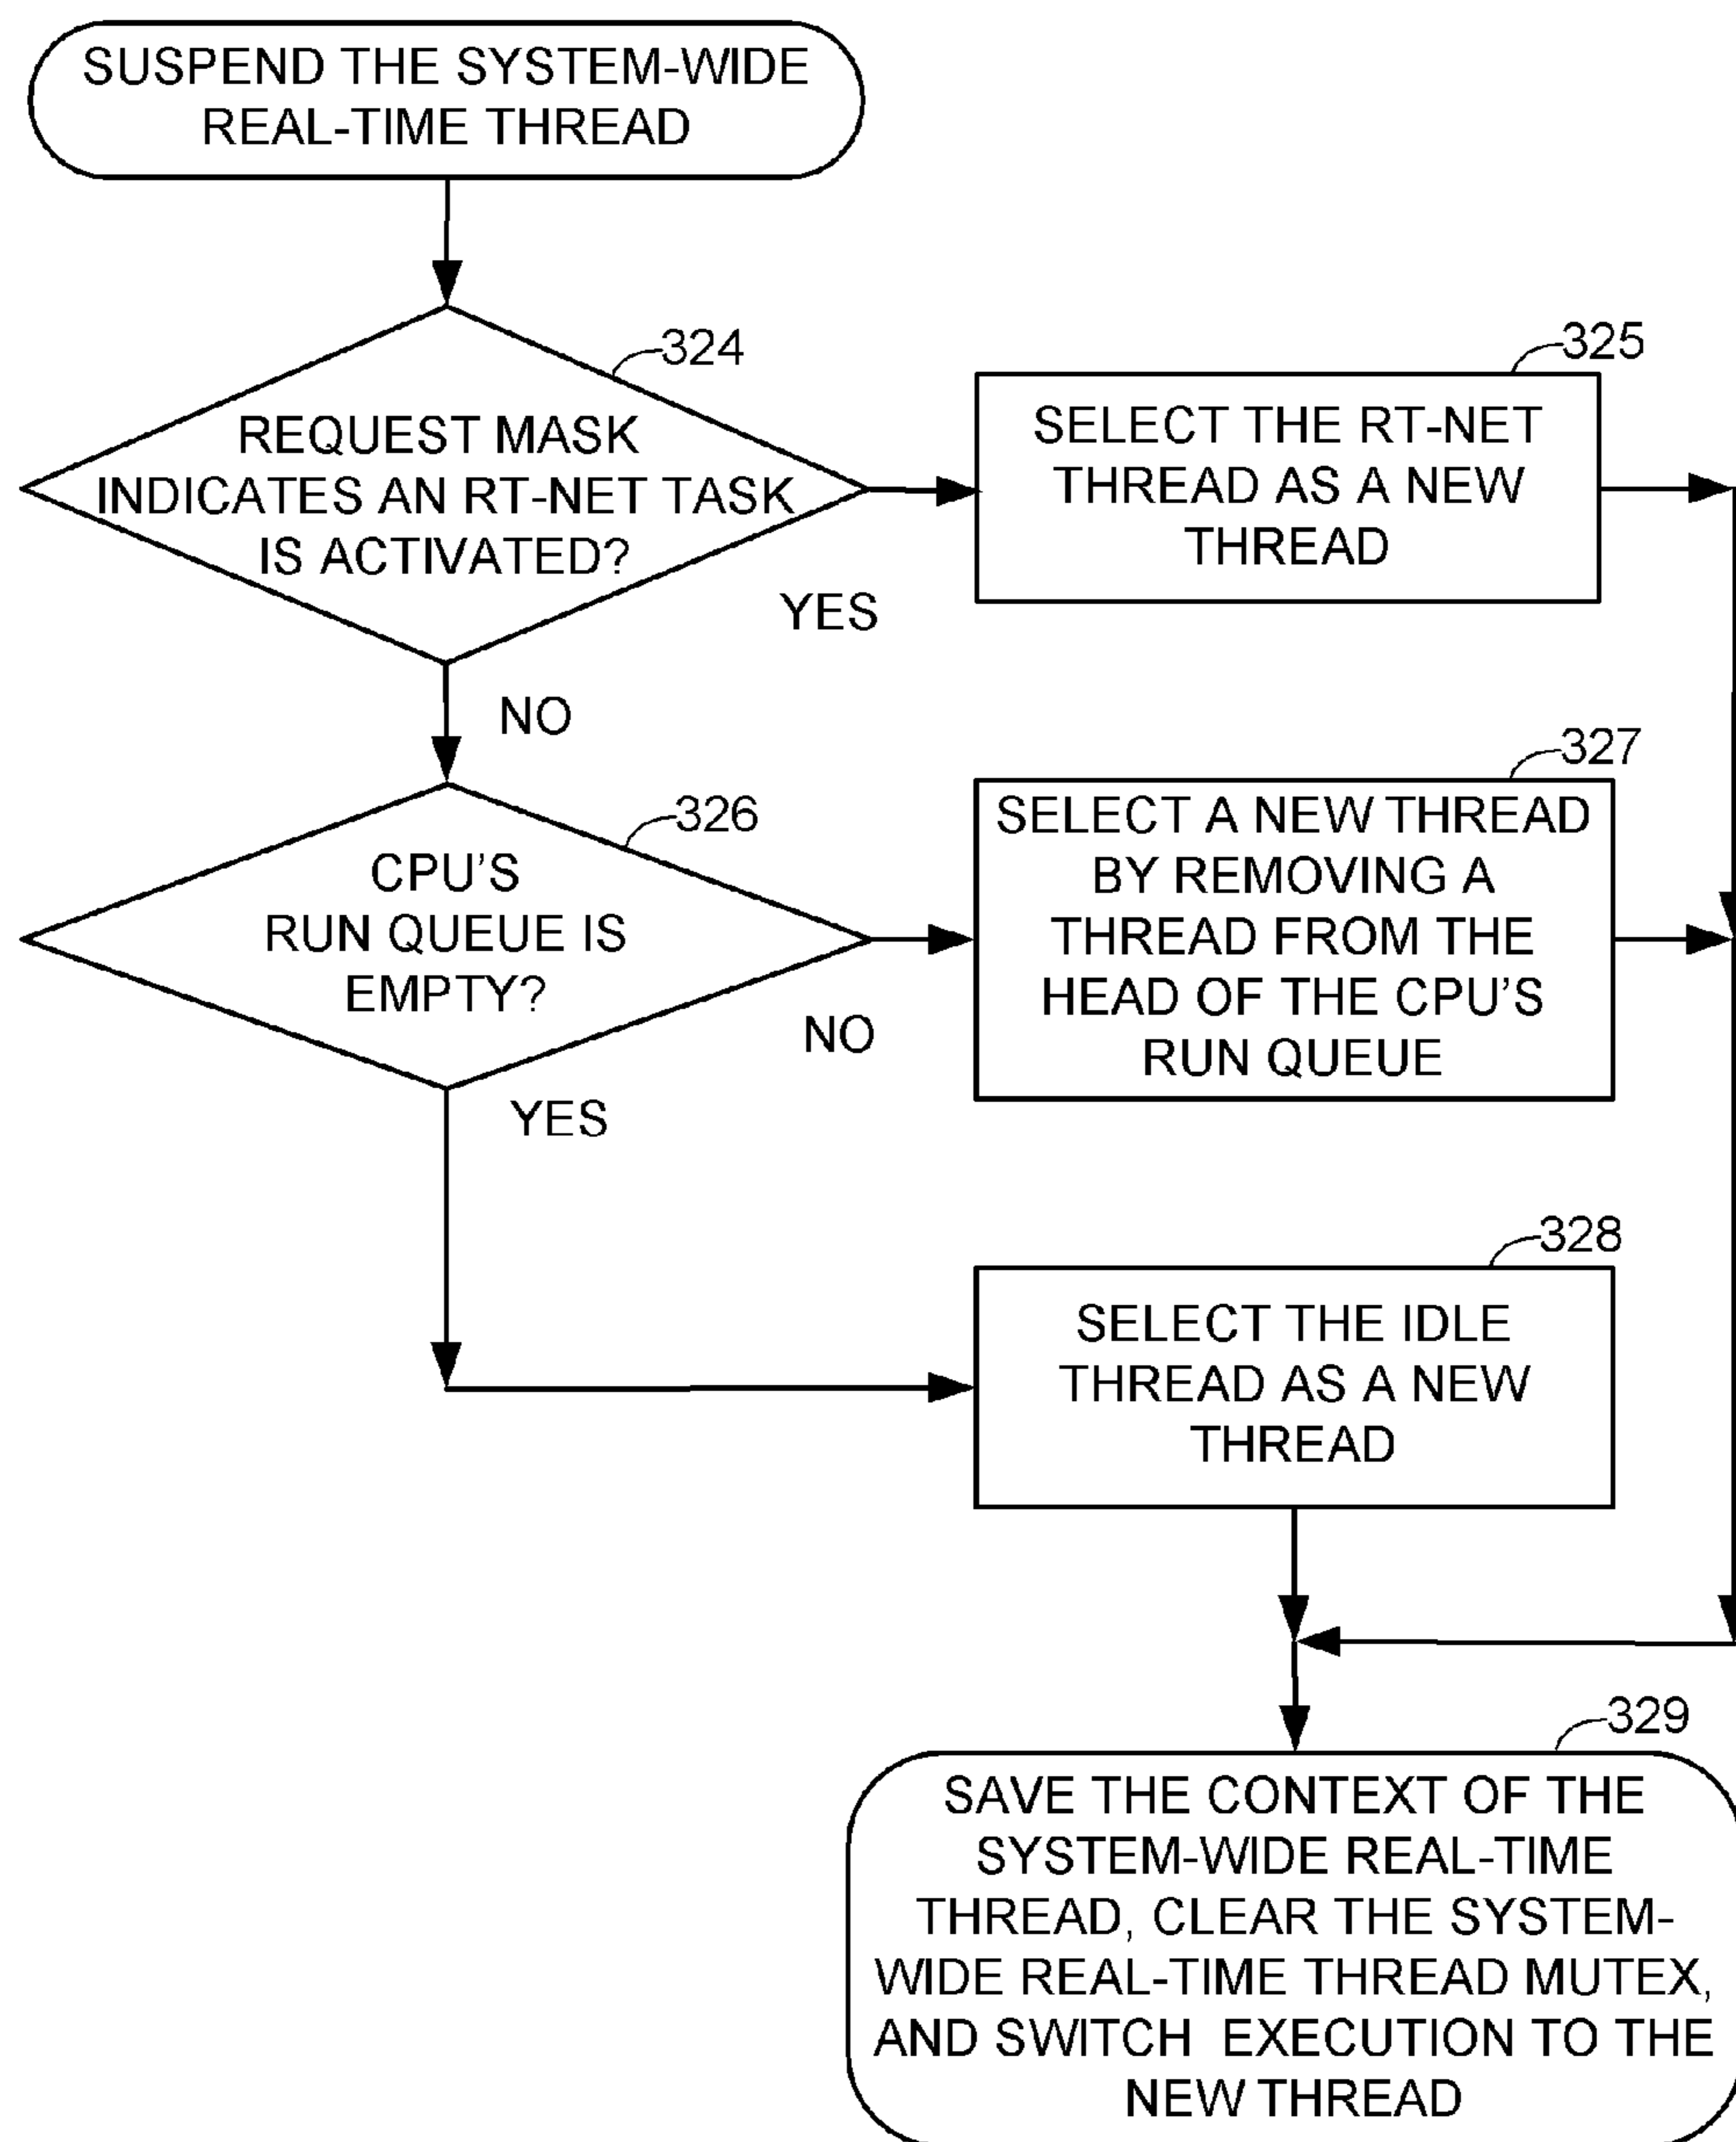 SUSPEND THE SYSTEM-WIDE
REAL-TIME THREAD
324
REQUEST MASK
INDICATES AN RT-NET TASK
IS ACTIVATED?
YES
NO
325
SELECT THE RT-NET
THREAD AS A NEW
THREAD
326
CPU'S
RUN QUEUE IS
EMPTY?
NO
YES
327
SELECT A NEW THREAD
BY REMOVING A
THREAD FROM THE
HEAD OF THE CPU'S
RUN QUEUE
328
SELECT THE IDLE
THREAD AS A NEW
THREAD
329
SAVE THE CONTEXT OF THE
SYSTEM-WIDE REAL-TIME
THREAD, CLEAR THE SYSTEM-
WIDE REAL-TIME THREAD MUTEX,
AND SWITCH EXECUTION TO THE
NEW THREAD